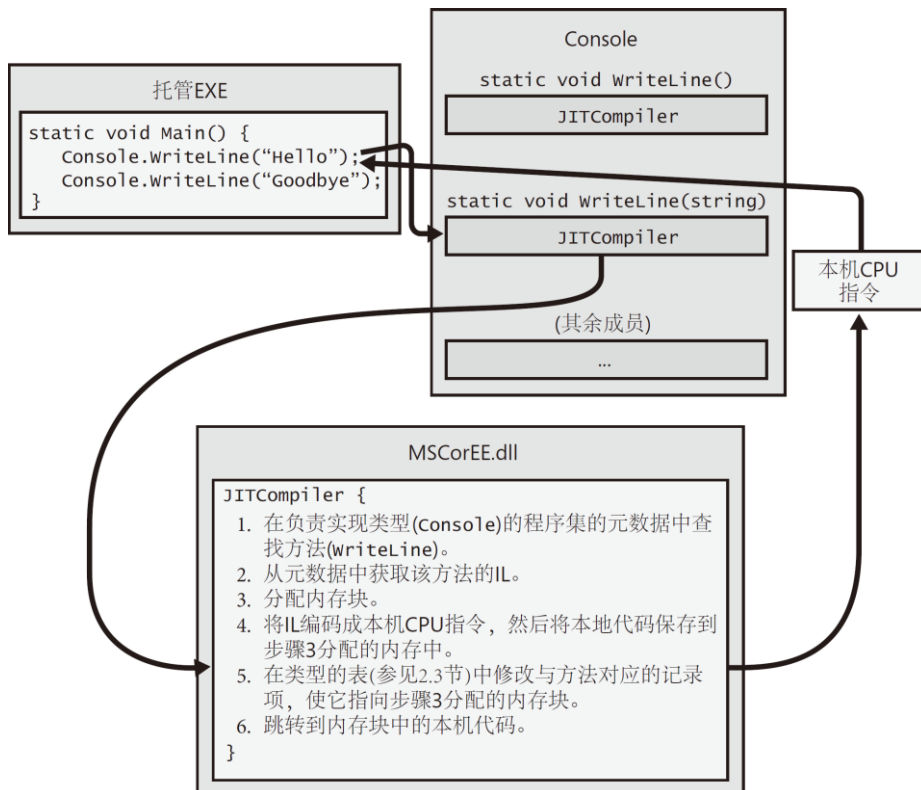 托管EXE
static void Main() {
Console.WriteLine(“Hello”);
Console.WriteLine(“Goodbye”);
}
Console
static void WriteLine()
JITCompiler
static void WriteLine(string)
JITCompiler
(其余成员)
...
本机CPU
指令
MSCorEE.dll
JITCompiler {
1. 在负责实现类型(Console)的程序集的元数据中查
找方法(WriteLine)。
2. 从元数据中获取该方法的IL。
3. 分配内存块。
4. 将IL编码成本机CPU指令，然后将本地代码保存到
步骤3分配的内存中。
5. 在类型的表(参见2.3节)中修改与方法对应的记录
项，使它指向步骤3分配的内存块。
6. 跳转到内存块中的本机代码。
}